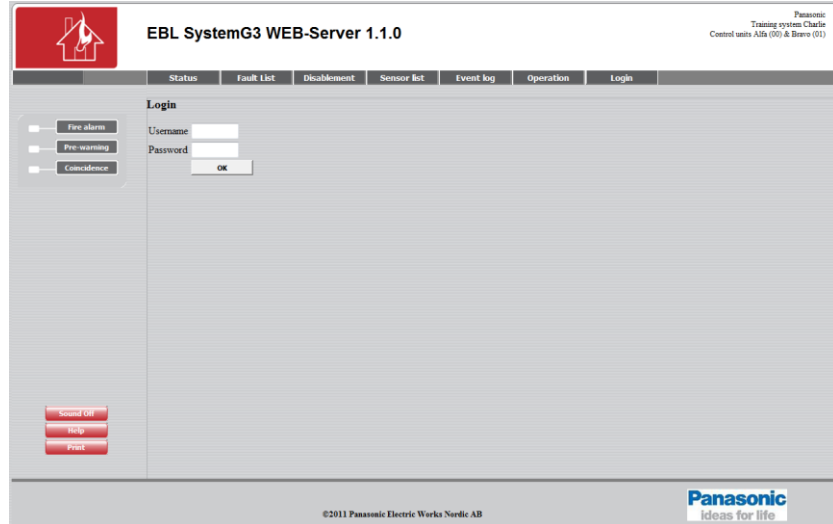 EBL SystemG3 WEB-Server 1.1.0
Panasonic
Training system Charlie
Control units Alfa (00) & Bravo (01)
Status Fault List Disablement Sensor list Event log Operation Login
Login
Fire alarm
Pre-warning
Coincidence
Username
Password
OK
Sound Off
Help
Print
©2011 Panasonic Electric Works Nordic AB
Panasonic
ideas for life